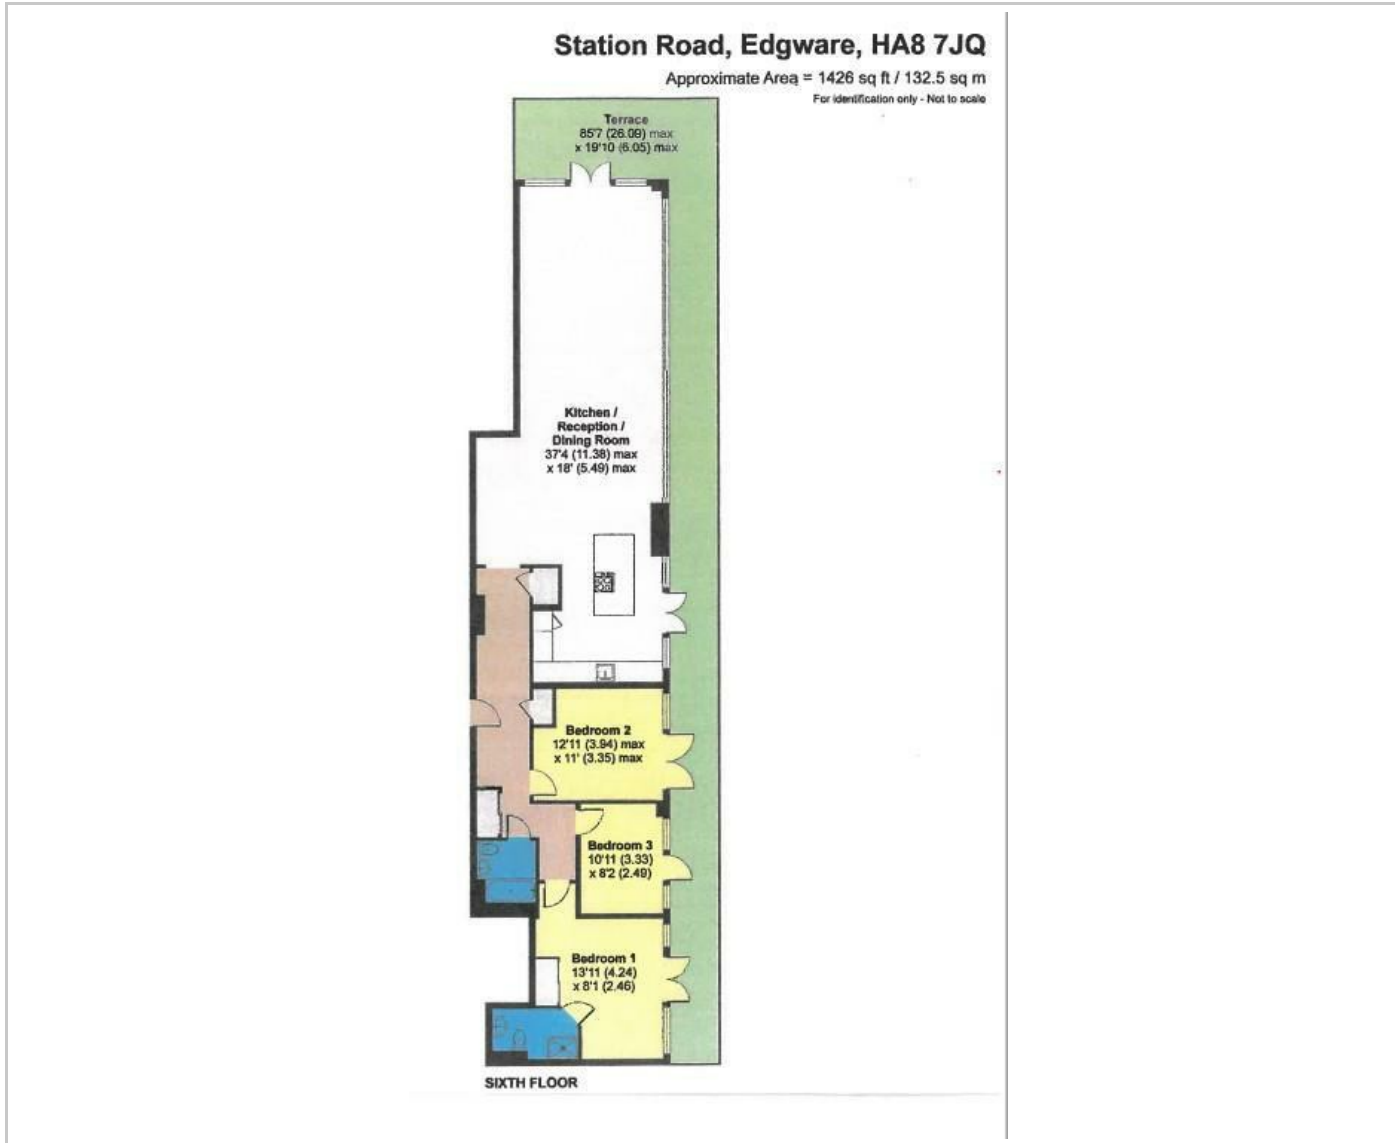 Station Road, Edgware, HA8 7JQ
Approximate Area = 1426 sq ft / 132.5 sq m
For identification only - Not to scale
Terrace
85'7 (26.09) max
x 19'10 (6.05) max
Kitchen /
Reception /
Dining Room
37'4 (11.38) max
x 18' (5.49) max
Bedroom 2
12'11 (3.94) max
x 11' (3.35) max
Bedroom 3
10'11 (3.33)
x 8'2 (2.49)
Bedroom 1
13'11 (4.24)
x 8'1 (2.46)
SIXTH FLOOR